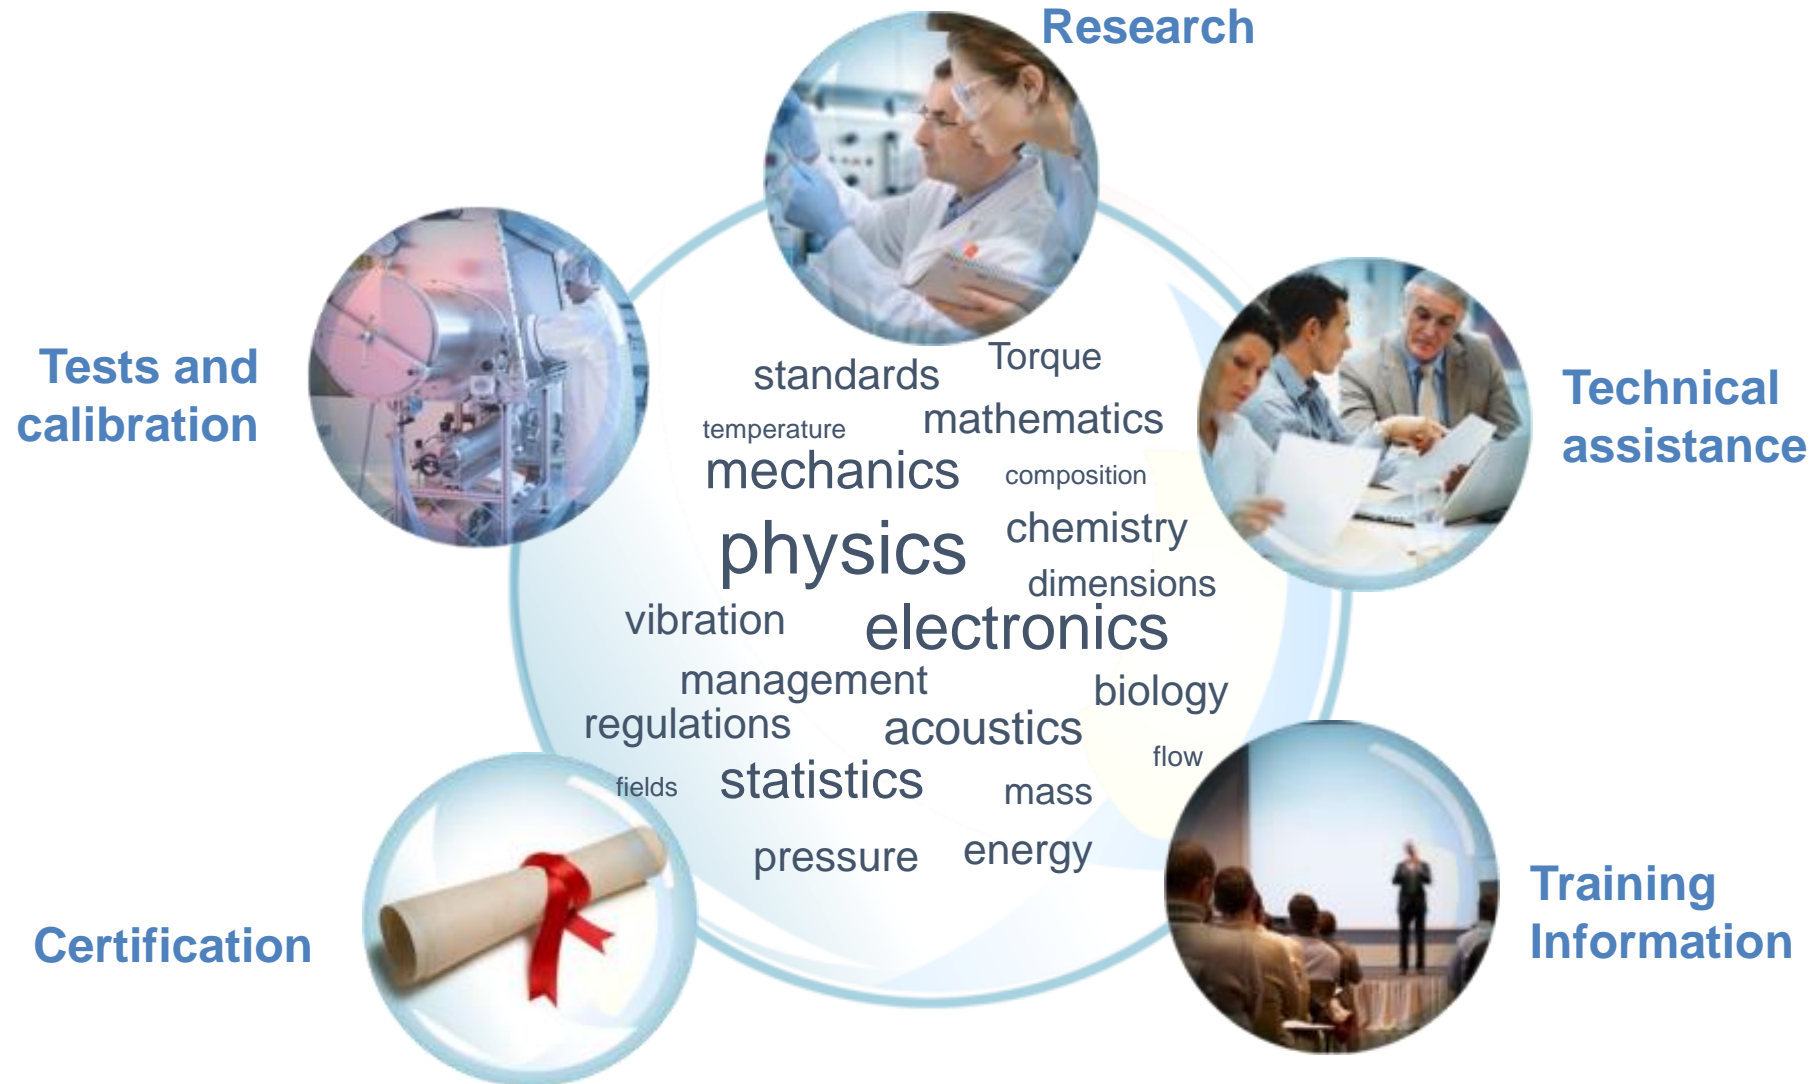 Research
Tests and
calibration
Technical
assistance
standards
Torque
temperature
mathematics
mechanics
composition
physics
chemistry
dimensions
vibration
electronics
management
biology
regulations
acoustics
flow
fields
statistics
mass
pressure
energy
Certification
Training
Information